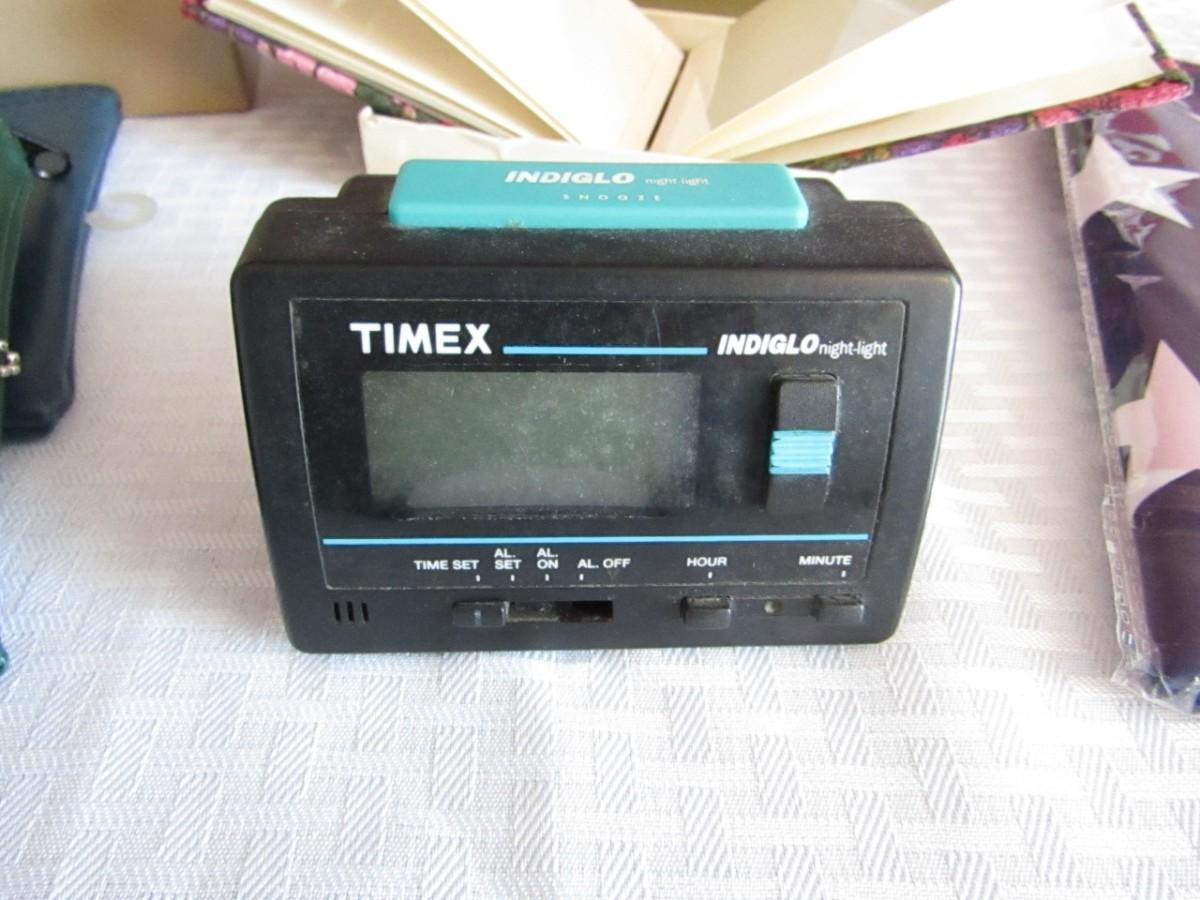 INDIGLO night-light
SNOOZE
TIMEX
INDIGLO night-light
TIME SET AL. SET AL. ON AL. OFF HOUR MINUTE